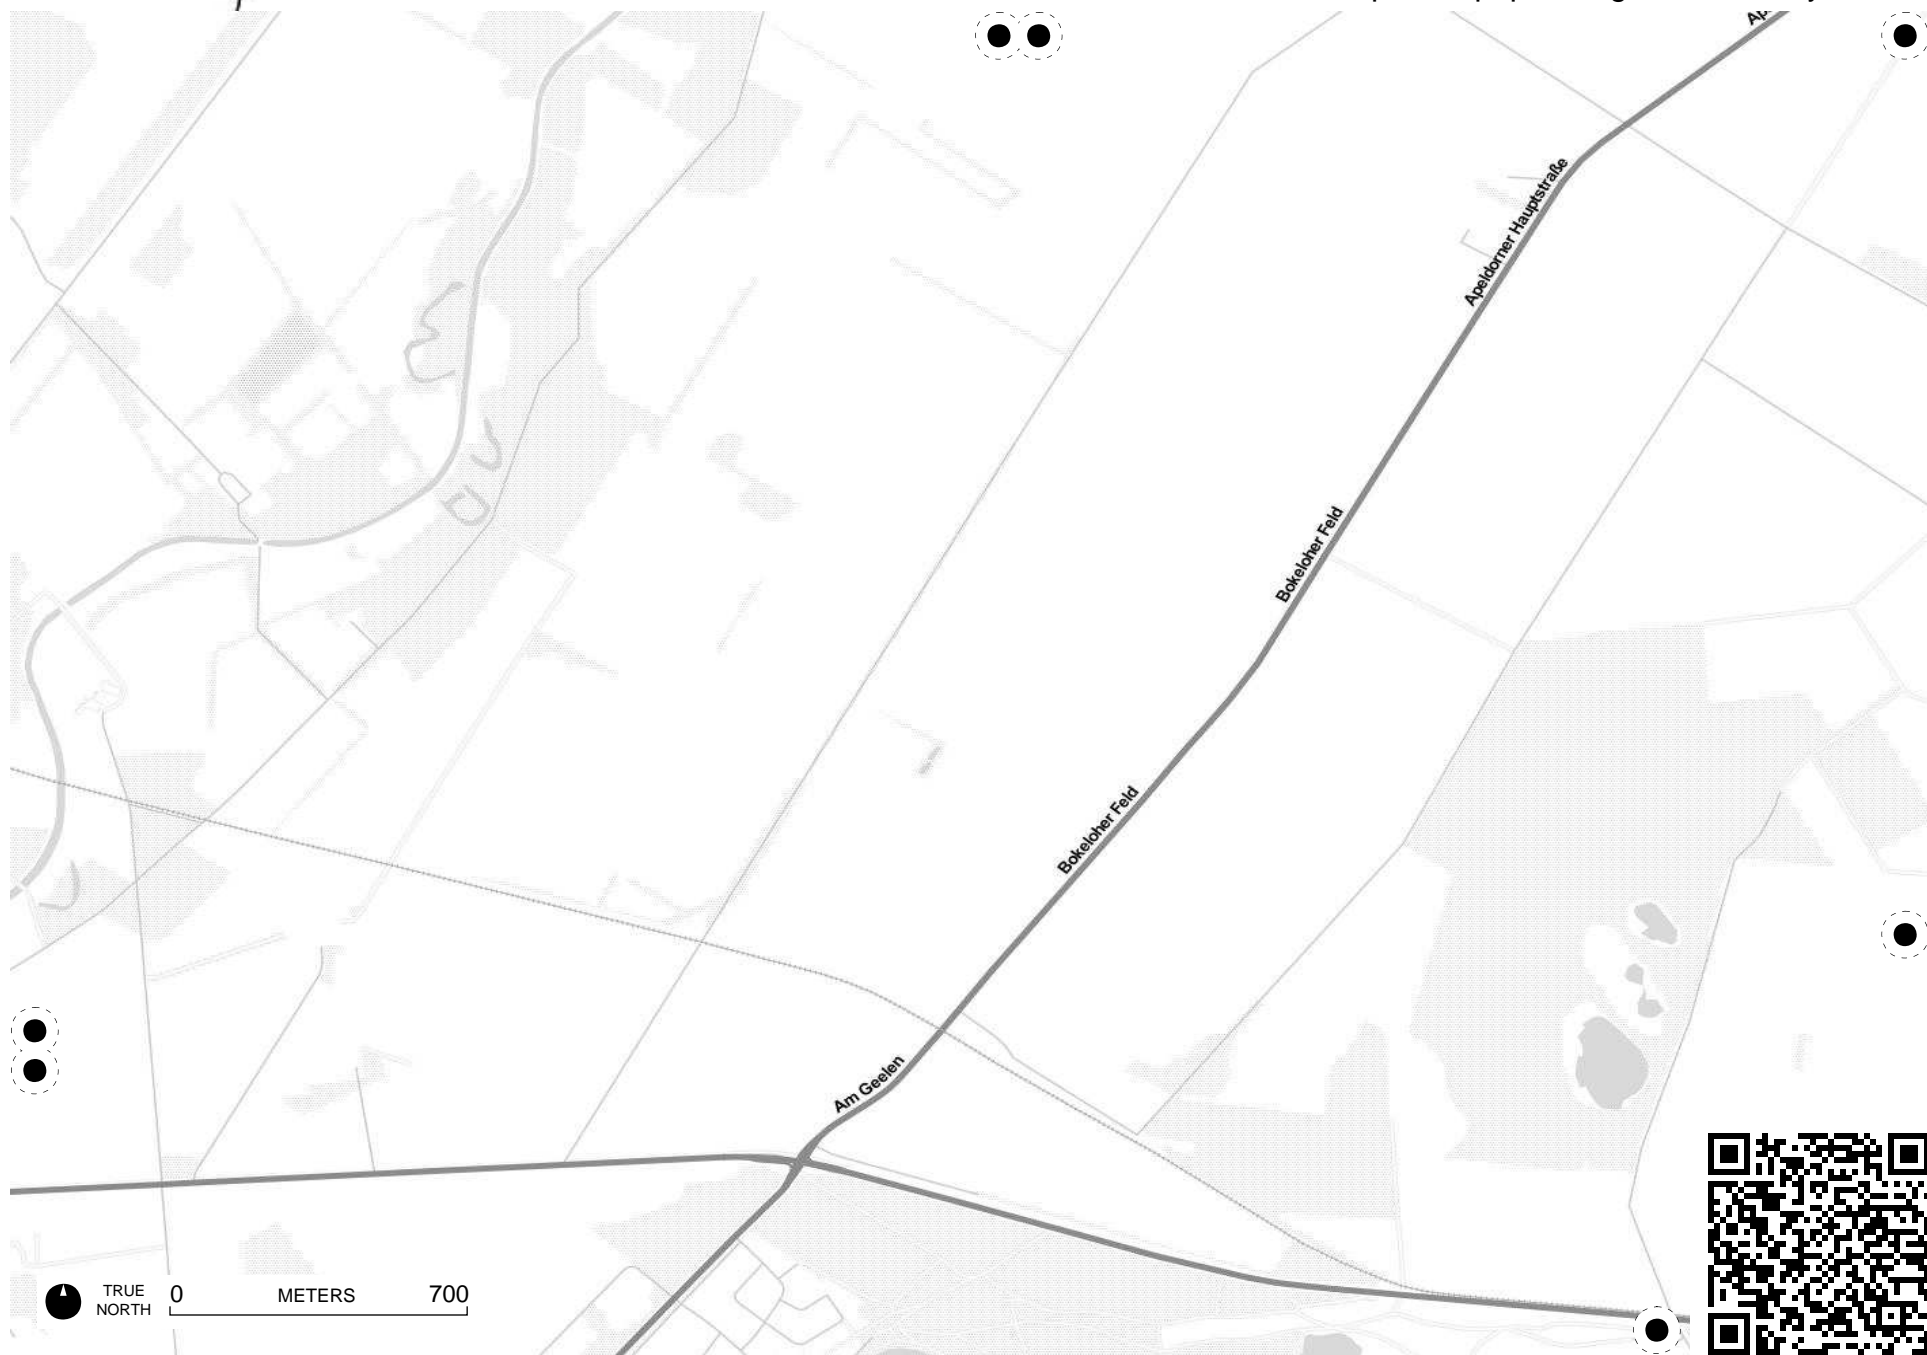 Apeldorner Hauptstraße
Bokeloher Feld
Bokeloher Feld
Am Geelen
TRUE
NORTH
0
METERS
700